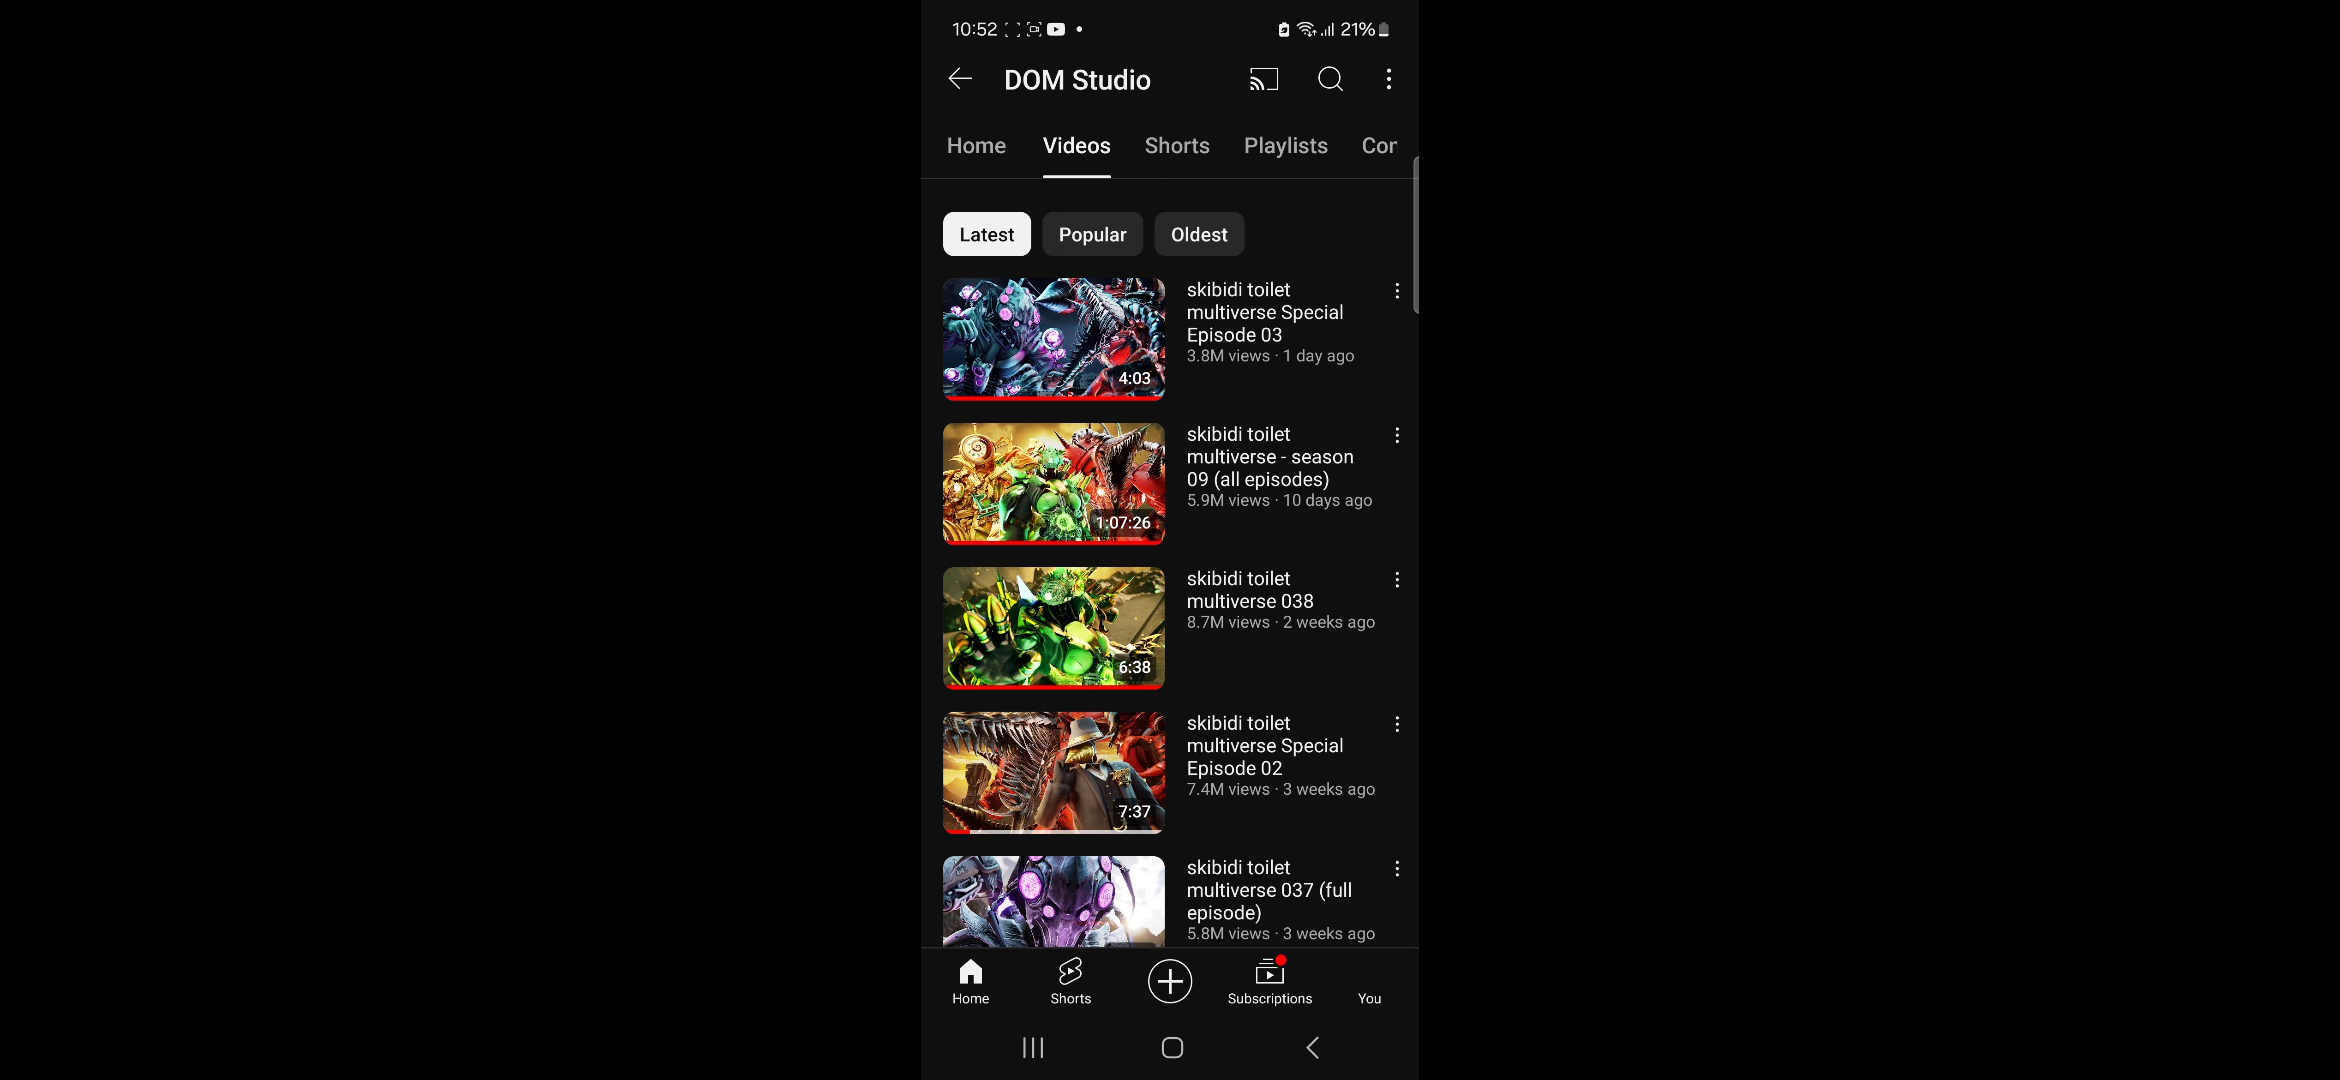 10:52
21%
DOM Studio
Home Videos Shorts Playlists Cor
Latest Popular Oldest
skibidi toilet
multiverse Special
Episode 03
3.8M views · 1 day ago
4:03
skibidi toilet
multiverse - season
09 (all episodes)
5.9M views · 10 days ago
1:07:26
skibidi toilet
multiverse 038
8.7M views · 2 weeks ago
6:38
skibidi toilet
multiverse Special
Episode 02
7.4M views · 3 weeks ago
7:37
skibidi toilet
multiverse 037 (full
episode)
5.8M views · 3 weeks ago
Home Shorts Subscriptions You